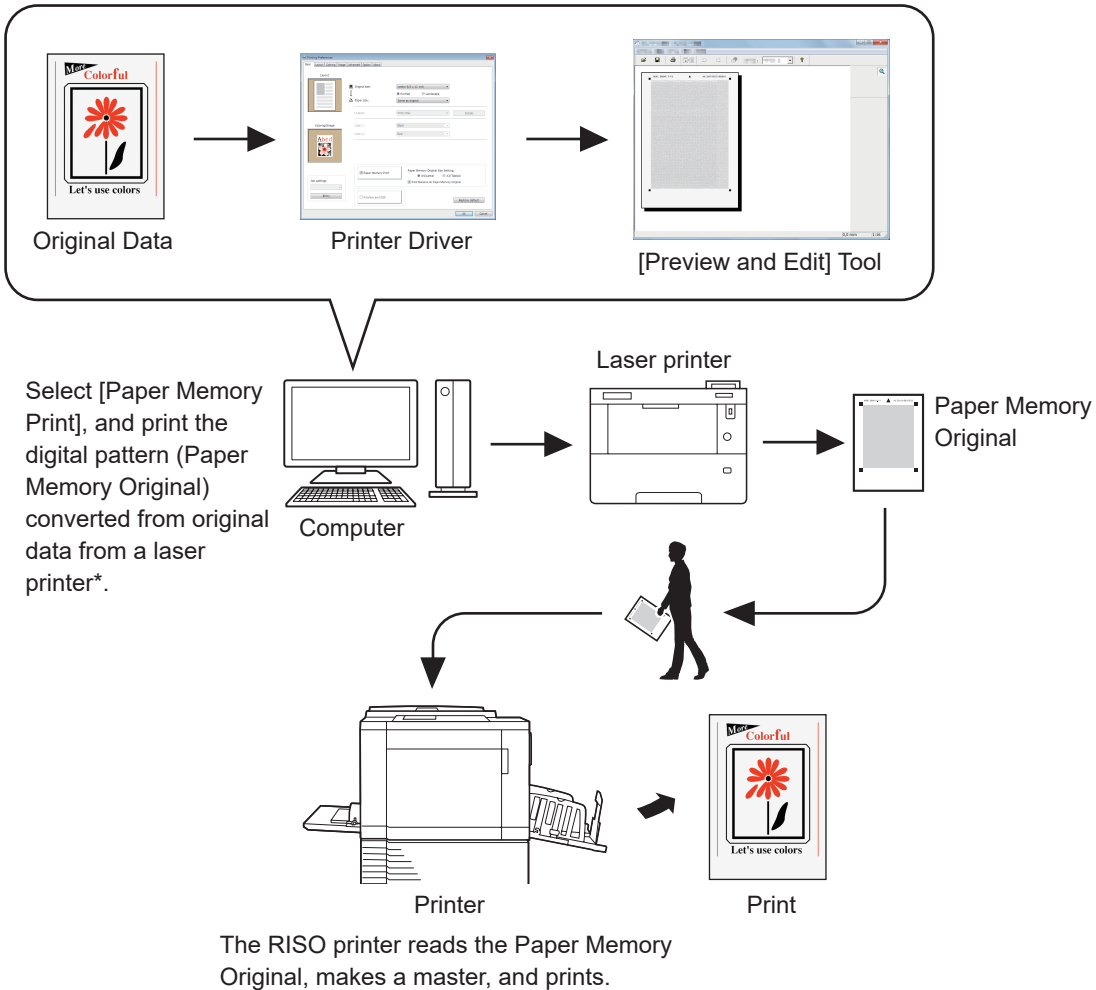 More
Colorful
Let's use colors
Original Data
Printer Driver
[Preview and Edit] Tool
Select [Paper Memory
Print], and print the
digital pattern (Paper
Memory Original)
converted from original
data from a laser
printer*.
Computer
Laser printer
Paper Memory
Original
More
Colorful
Let's use colors
Printer
Print
The RISO printer reads the Paper Memory
Original, makes a master, and prints.